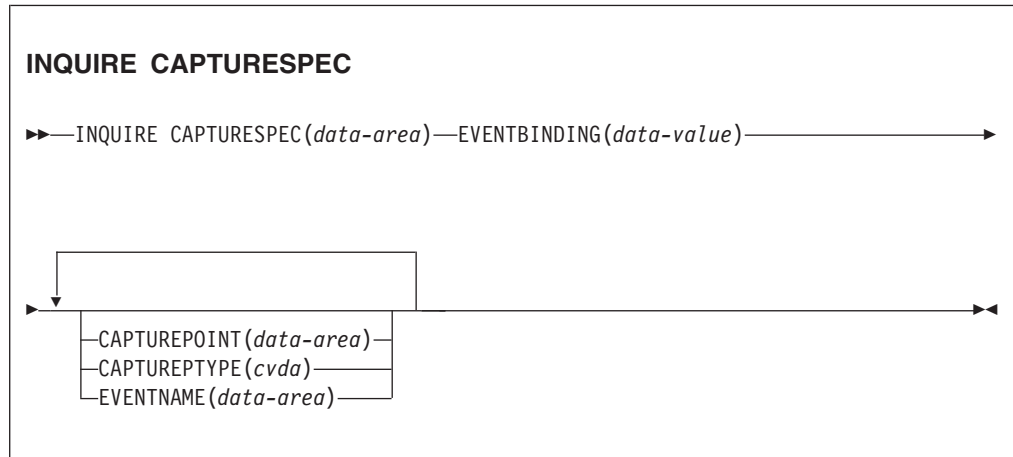 INQUIRE CAPTURESPEC
INQUIRE CAPTURESPEC(data-area) EVENTBINDING(data-value)
CAPTUREPOINT(data-area)
CAPTUREPTYPE(cvda)
EVENTNAME(data-area)